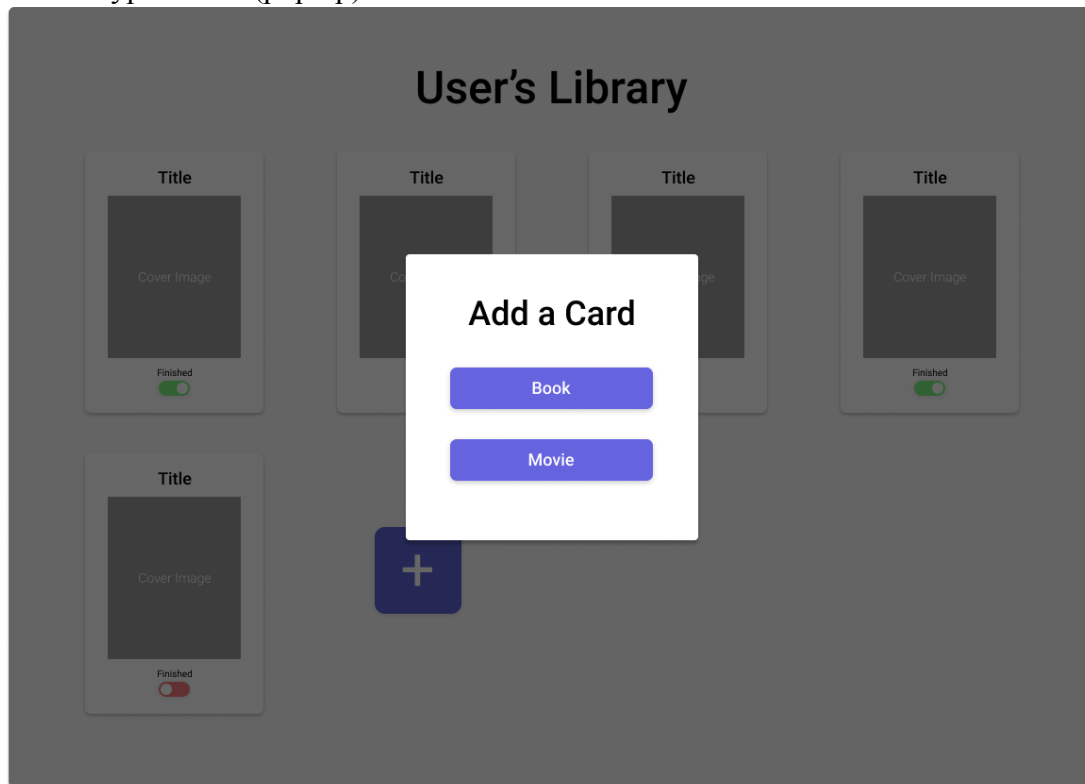 User's Library
Title
Title
Title
Title
Cover Image
Cover Image
Add a Card
Finished
Finished
Book
Movie
Title
Cover Image
Finished